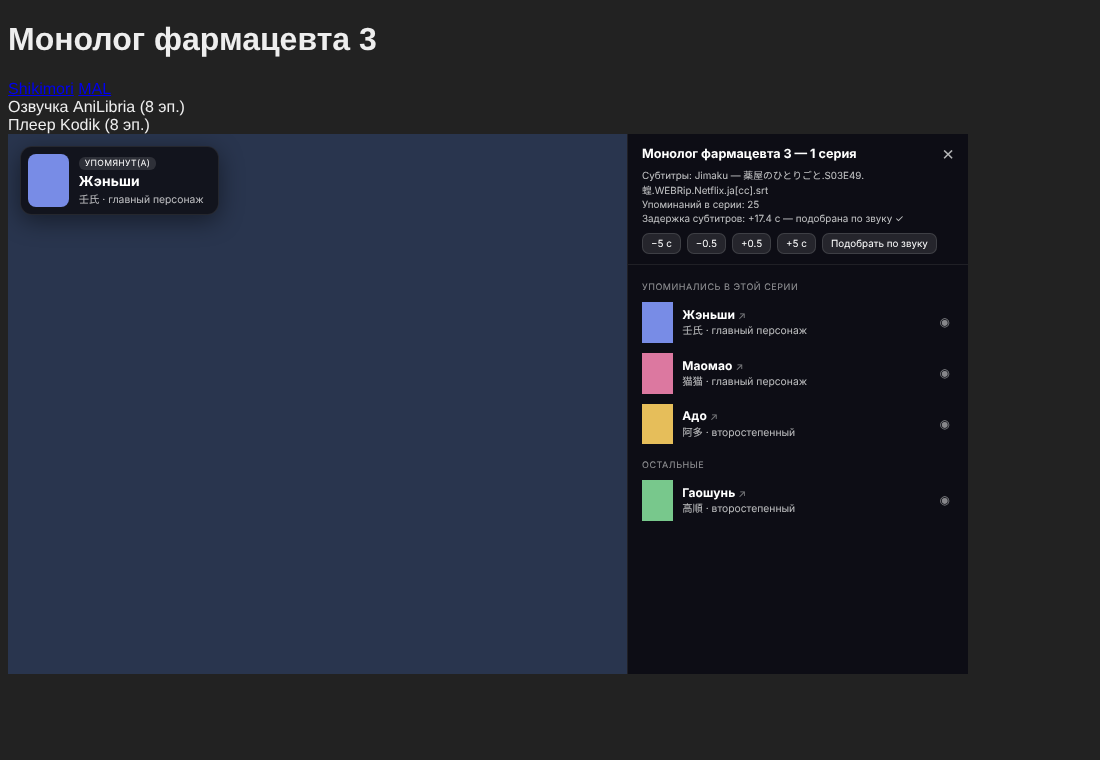 Монолог фармацевта 3
Shikimori MAL
Озвучка AniLibria (8 эп.)
Плеер Kodik (8 эп.)
УПОМЯНУТ(А)
Жэньши
壬氏 · главный персонаж
Монолог фармацевта 3 — 1 серия ✕
Субтитры: Jimaku — 薬屋のひとりごと.S03E49.
蝗.WEBRip.Netflix.ja[cc].srt
Упоминаний в серии: 25
Задержка субтитров: +17.4 с — подобрана по звуку ✓
−5 с −0.5 +0.5 +5 с Подобрать по звуку
УПОМИНАЛИСЬ В ЭТОЙ СЕРИИ
Жэньши ↗
壬氏 · главный персонаж
Маомао ↗
猫猫 · главный персонаж
Адо ↗
阿多 · второстепенный
ОСТАЛЬНЫЕ
Гаошунь ↗
高順 · второстепенный